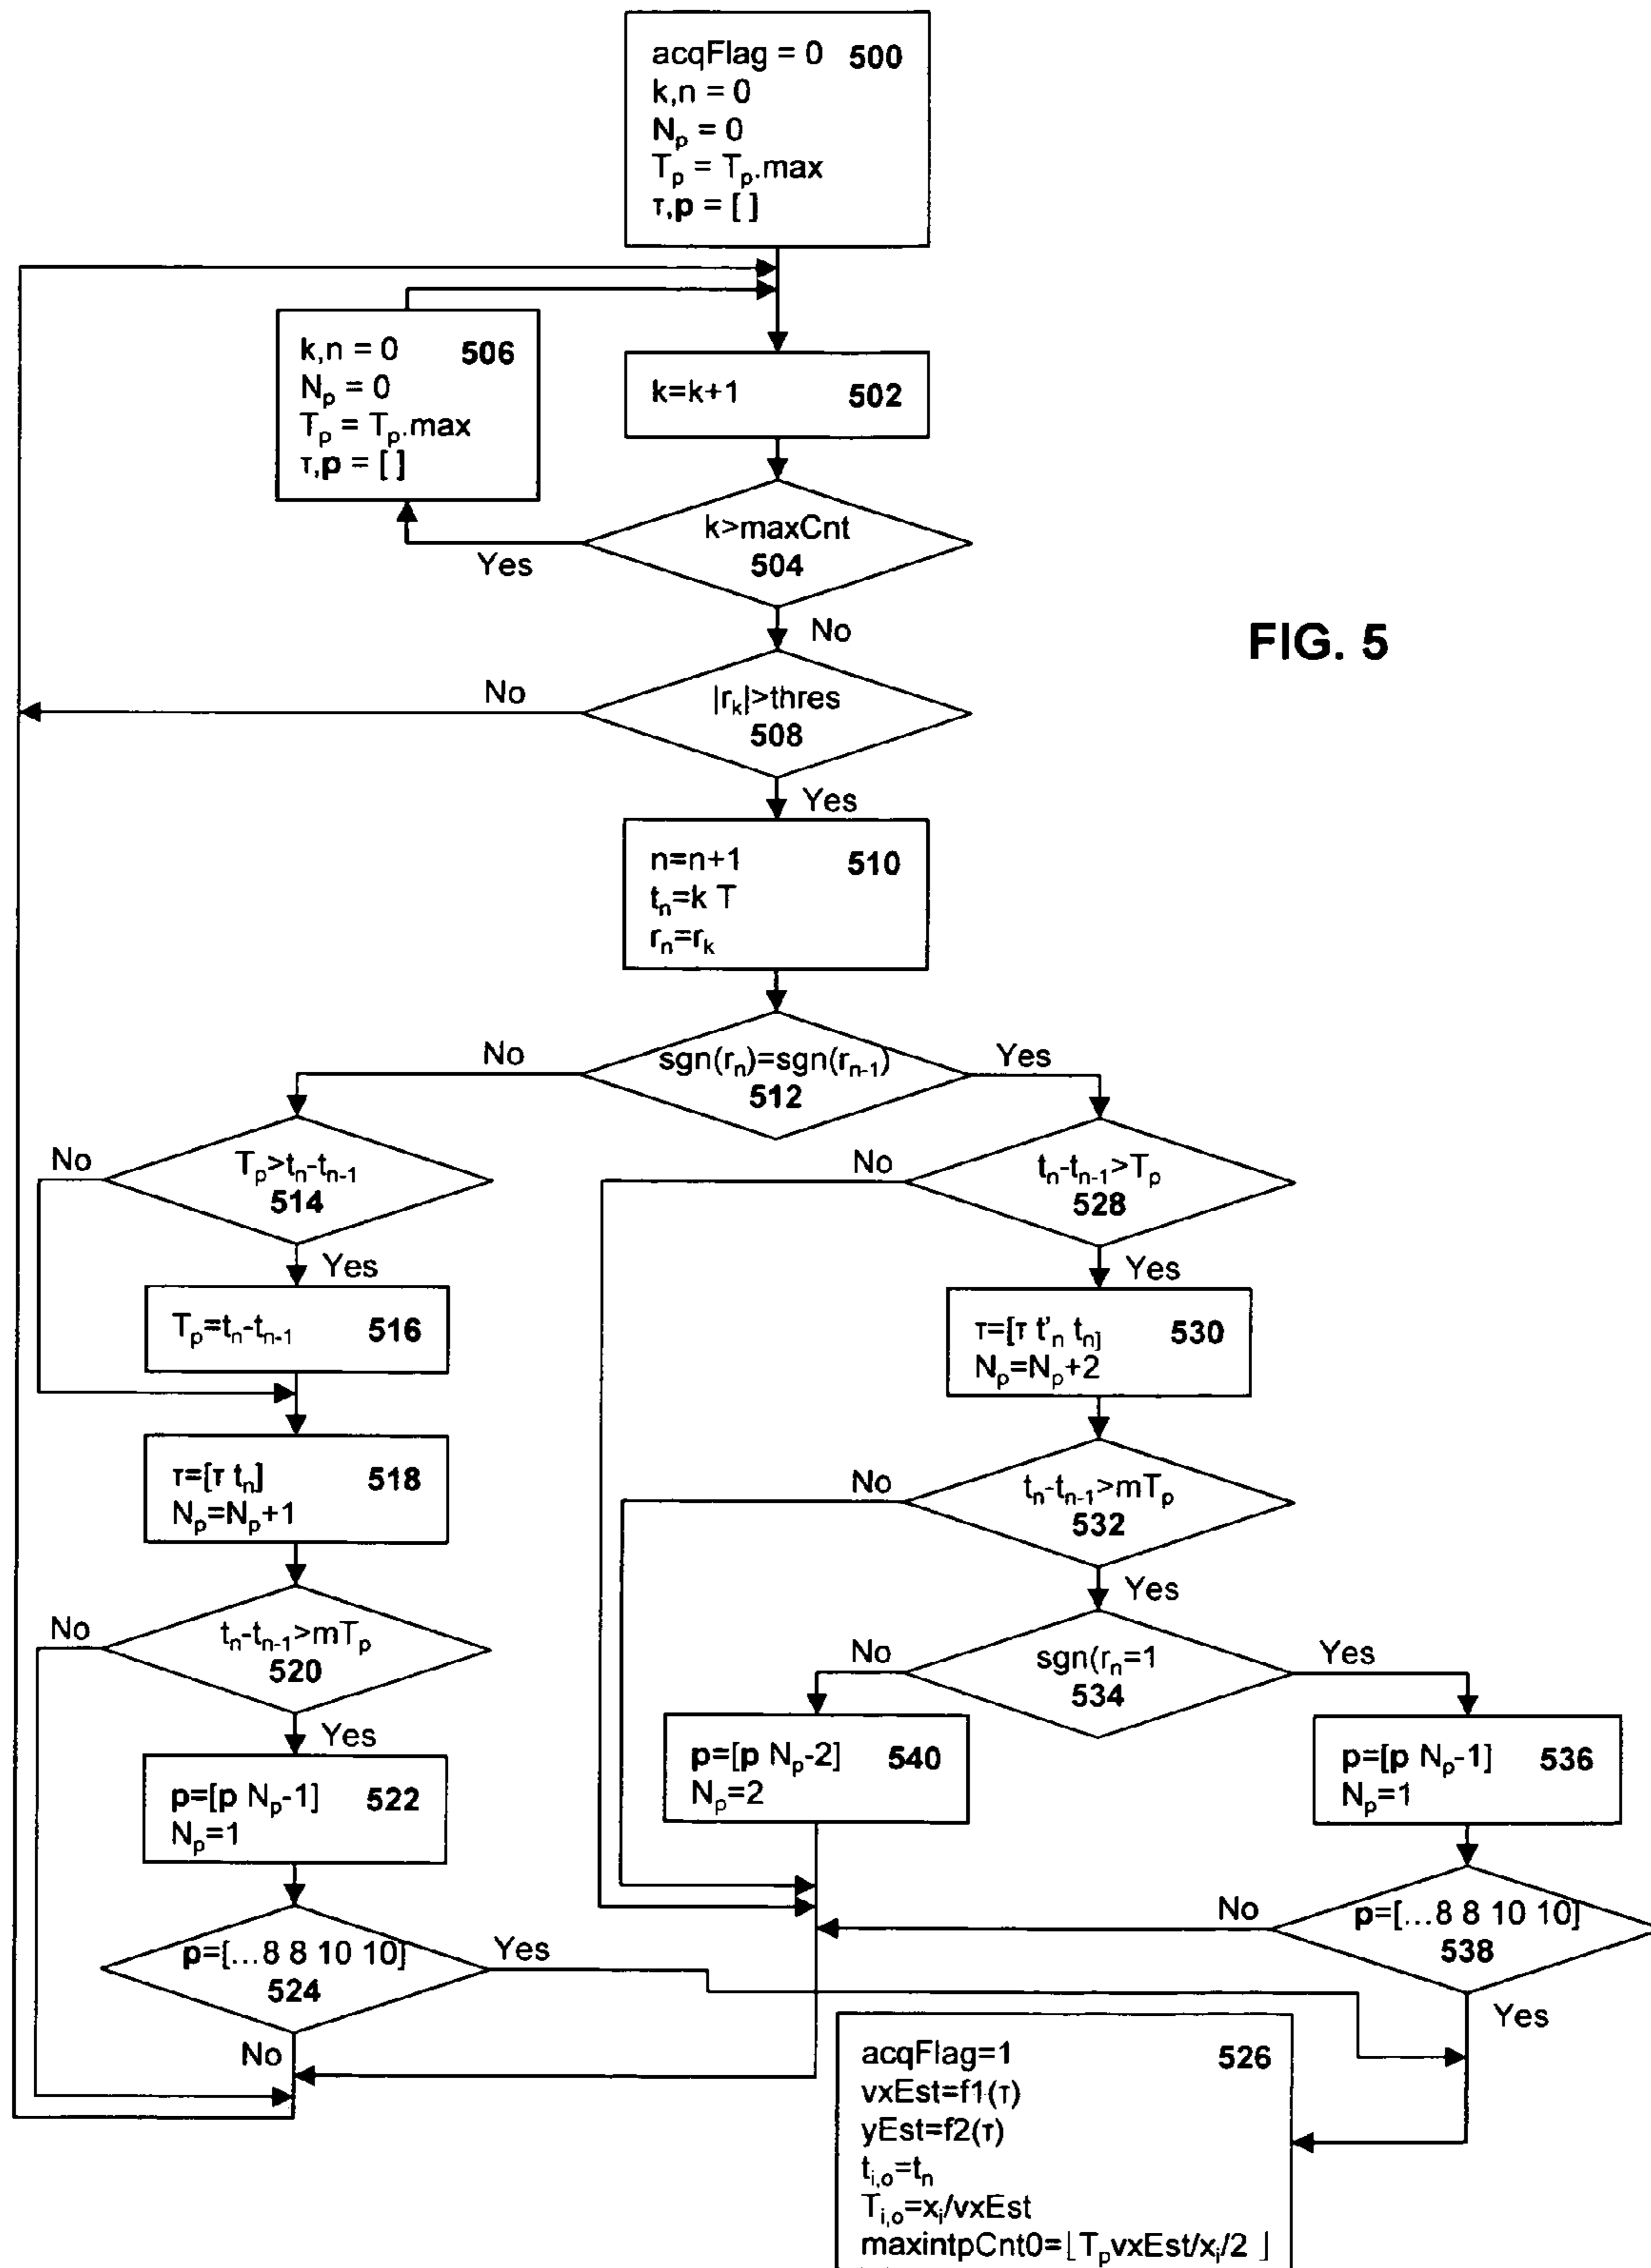 acqFlag = 0 500
k,n = 0
Nₚ = 0
Tₚ = Tₚ.max
τ,p = [ ]
k,n = 0 506
Nₚ = 0
Tₚ = Tₚ.max
τ,p = [ ]
k=k+1 502
k>maxCnt
504
Yes
No
FIG. 5
|rₖ|>thres
508
No
Yes
n=n+1 510
tₙ=k T
rₙ=rₖ
sgn(rₙ)=sgn(rₙ₋₁)
512
No
Yes
Tₚ>tₙ-tₙ₋₁
514
No
Yes
Tₚ=tₙ-tₙ₋₁ 516
τ=[τ tₙ] 518
Nₚ=Nₚ+1
tₙ-tₙ₋₁>mTₚ
520
No
Yes
p=[p Nₚ-1] 522
Nₚ=1
p=[...8 8 10 10]
524
Yes
No
tₙ-tₙ₋₁>Tₚ
528
No
Yes
τ=[τ t'ₙ tₙ] 530
Nₚ=Nₚ+2
tₙ-tₙ₋₁>mTₚ
532
No
Yes
sgn(rₙ=1
534
No
Yes
p=[p Nₚ-2] 540
Nₚ=2
p=[p Nₚ-1] 536
Nₚ=1
p=[...8 8 10 10]
538
No
Yes
acqFlag=1 526
vxEst=f1(τ)
yEst=f2(τ)
tᵢ,ₒ=tₙ
Tᵢ,ₒ=xᵢ/vxEst
maxintpCnt0=⌊TₚvxEst/xᵢ/2 ⌋